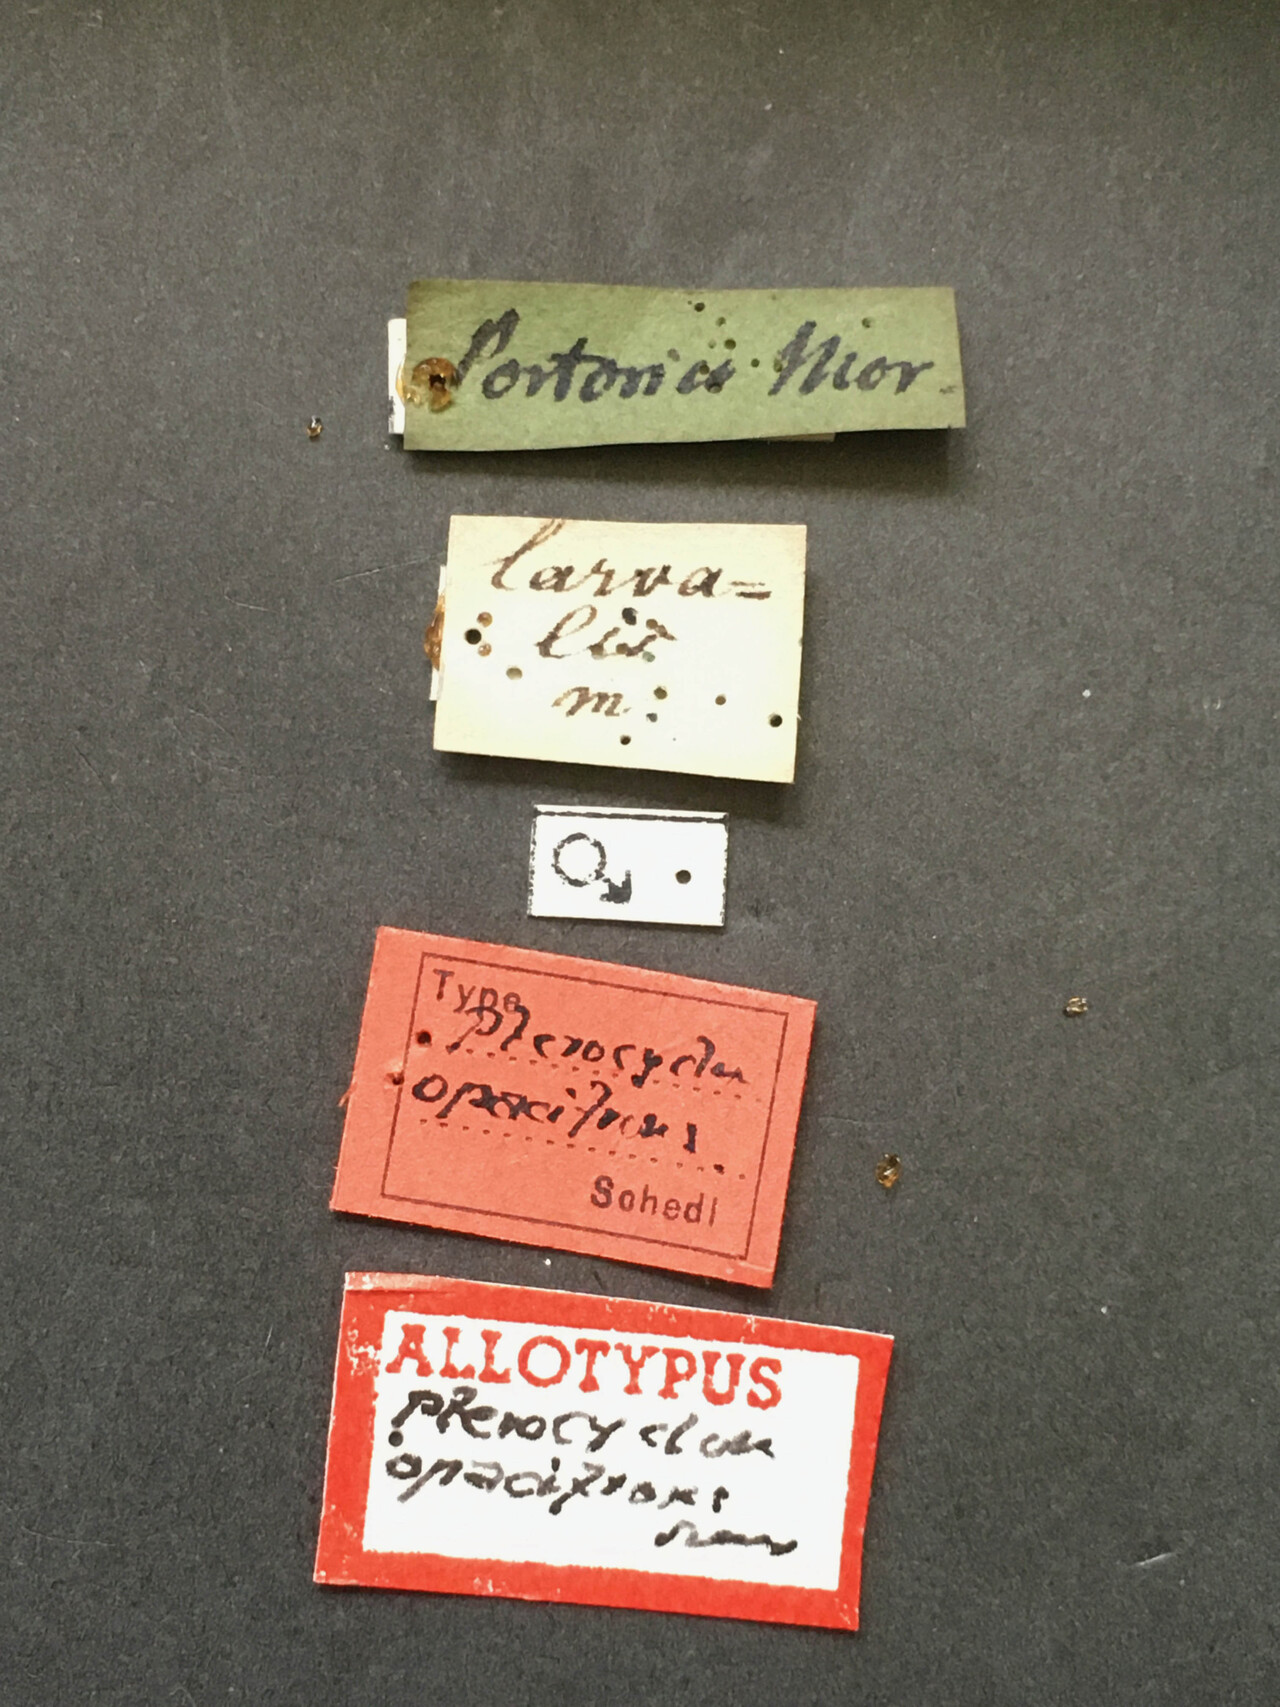 Portorico Mor.
larva=
lis
m.
♂
Type
Pterocyclon
opacifrons
Schedl
ALLOTYPUS
Pterocyclon
opacifrons